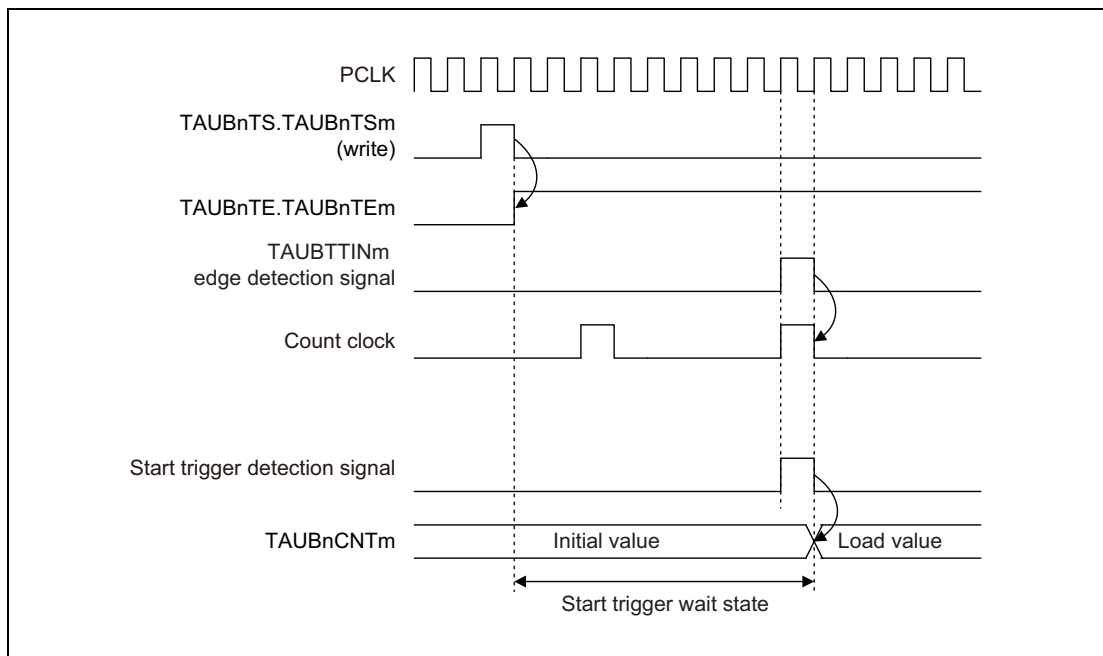 PCLK
TAUBnTS.TAUBnTSm
(write)
TAUBnTE.TAUBnTEm
TAUBTTINm
edge detection signal
Count clock
Start trigger detection signal
TAUBnCNTm
Initial value
Load value
Start trigger wait state